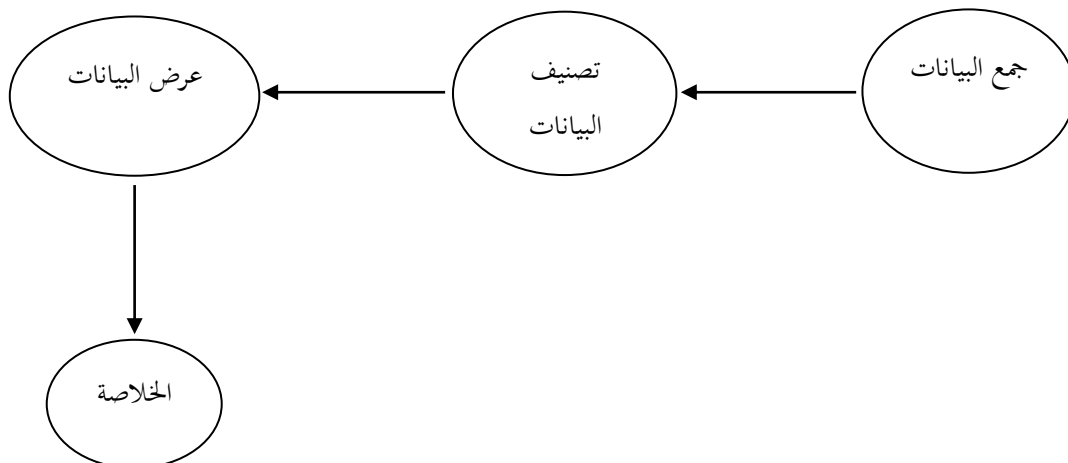 جمع البيانات
تصنيف
البيانات
عرض البيانات
الخلاصة